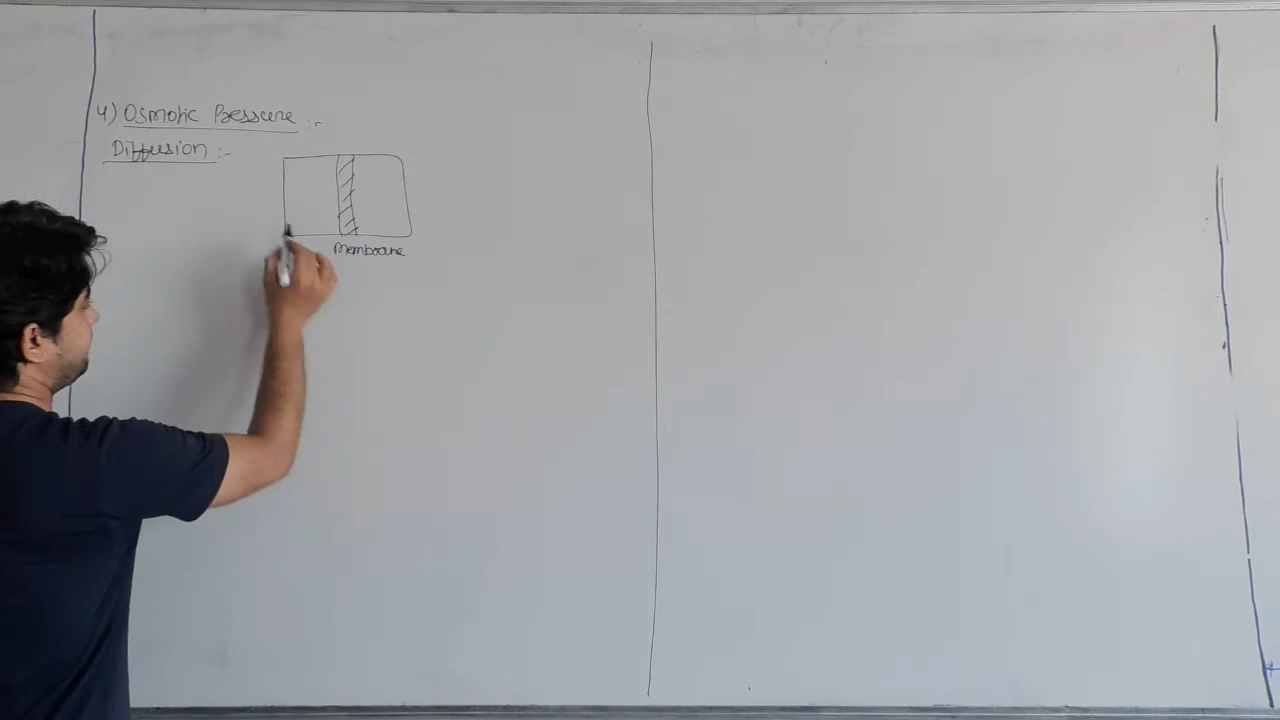 4) Osmotic Pressure :-
Diffusion :-
Membrane